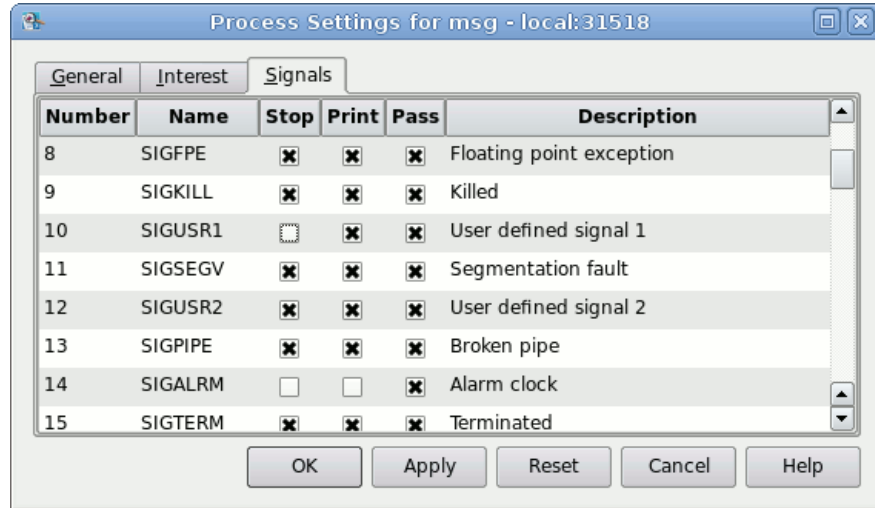 Process Settings for msg - local:31518
General Interest Signals
Number Name Stop Print Pass Description
8 SIGFPE Floating point exception
9 SIGKILL Killed
10 SIGUSR1 User defined signal 1
11 SIGSEGV Segmentation fault
12 SIGUSR2 User defined signal 2
13 SIGPIPE Broken pipe
14 SIGALRM Alarm clock
15 SIGTERM Terminated
OK Apply Reset Cancel Help